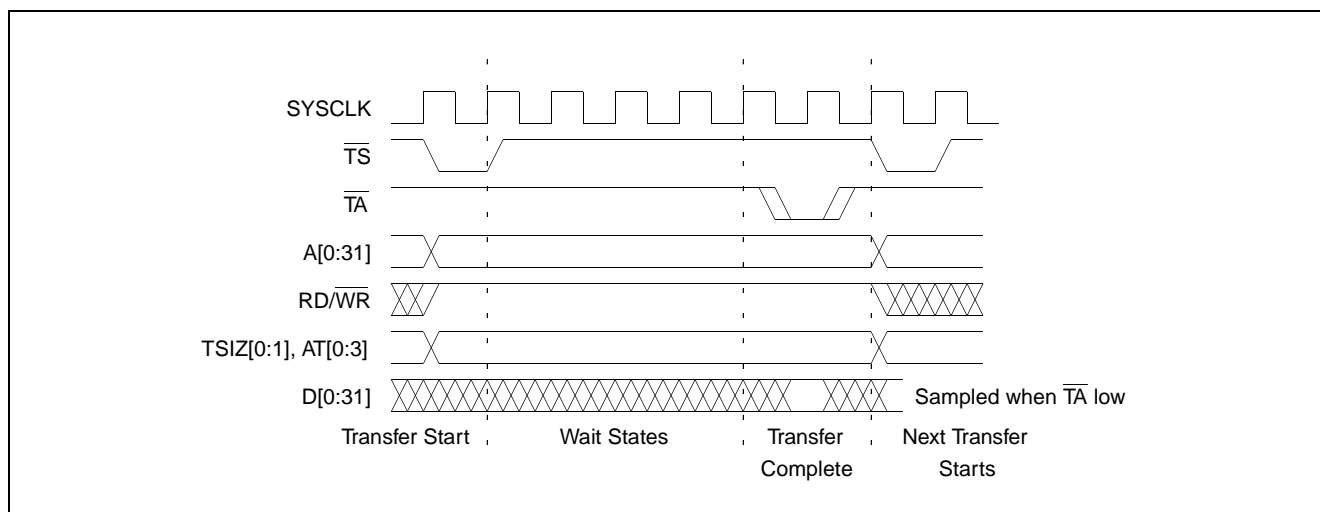 SYSCLK
TS
TA
A[0:31]
RD/WR
TSIZ[0:1], AT[0:3]
D[0:31]
Sampled when TA low
Transfer Start
Wait States
Transfer
Complete
Next Transfer
Starts